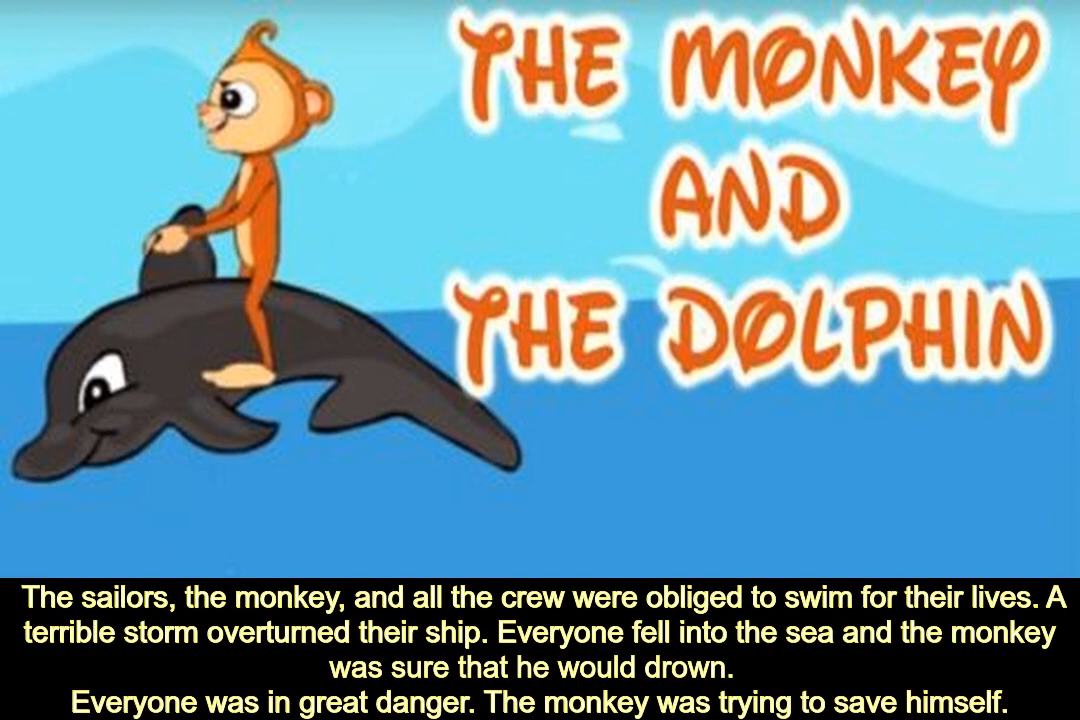 THE MONKEY
AND
THE DOLPHIN
The sailors, the monkey, and all the crew were obliged to swim for their lives. A
terrible storm overturned their ship. Everyone fell into the sea and the monkey
was sure that he would drown.
Everyone was in great danger. The monkey was trying to save himself.